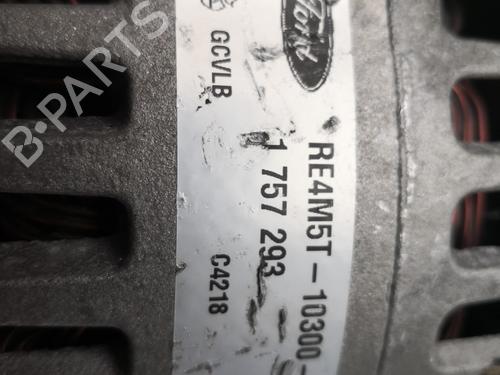 Ford
GCVLB
RE4M5T-10300-
1 757 293
C4218
B-PARTS